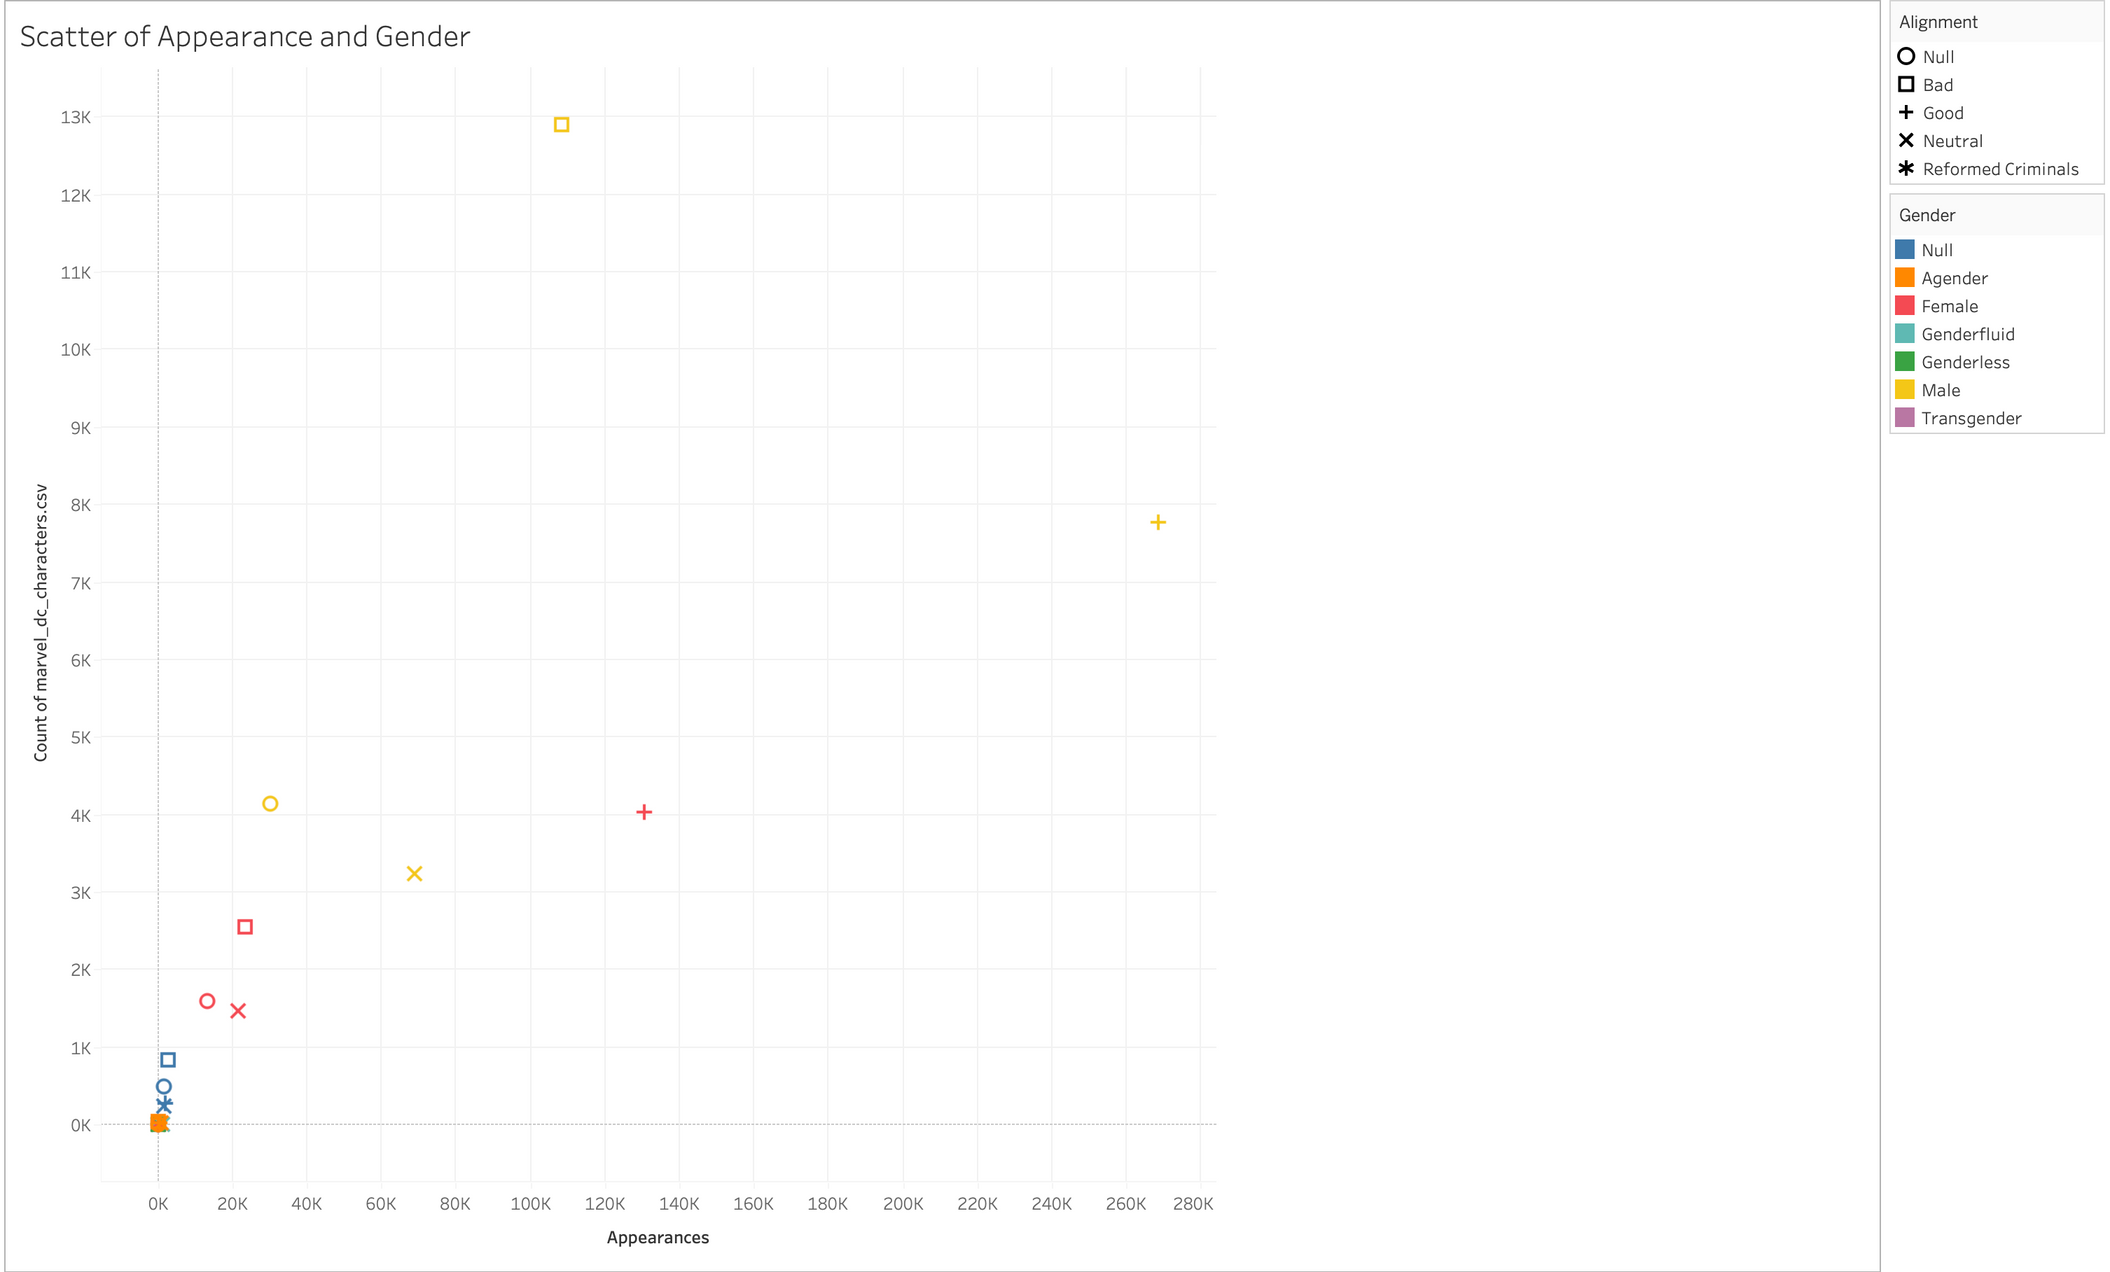 Scatter of Appearance and Gender
13K
12K
11K
10K
9K
8K
7K
6K
5K
4K
3K
2K
1K
0K
Count of marvel_dc_characters.csv
0K 20K 40K 60K 80K 100K 120K 140K 160K 180K 200K 220K 240K 260K 280K
Appearances
Alignment
Null
Bad
Good
Neutral
Reformed Criminals
Gender
Null
Agender
Female
Genderfluid
Genderless
Male
Transgender